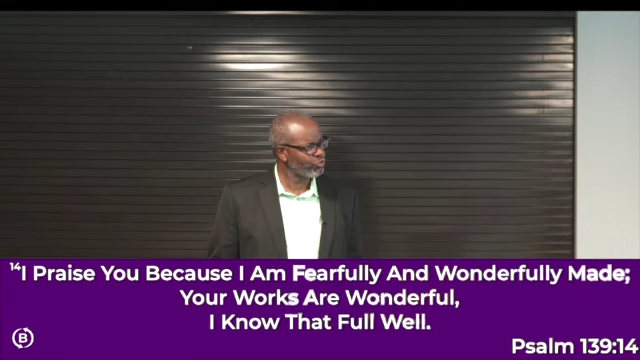 ¹⁴I Praise You Because I Am Fearfully And Wonderfully Made;
Your Works Are Wonderful,
I Know That Full Well.
B
Psalm 139:14